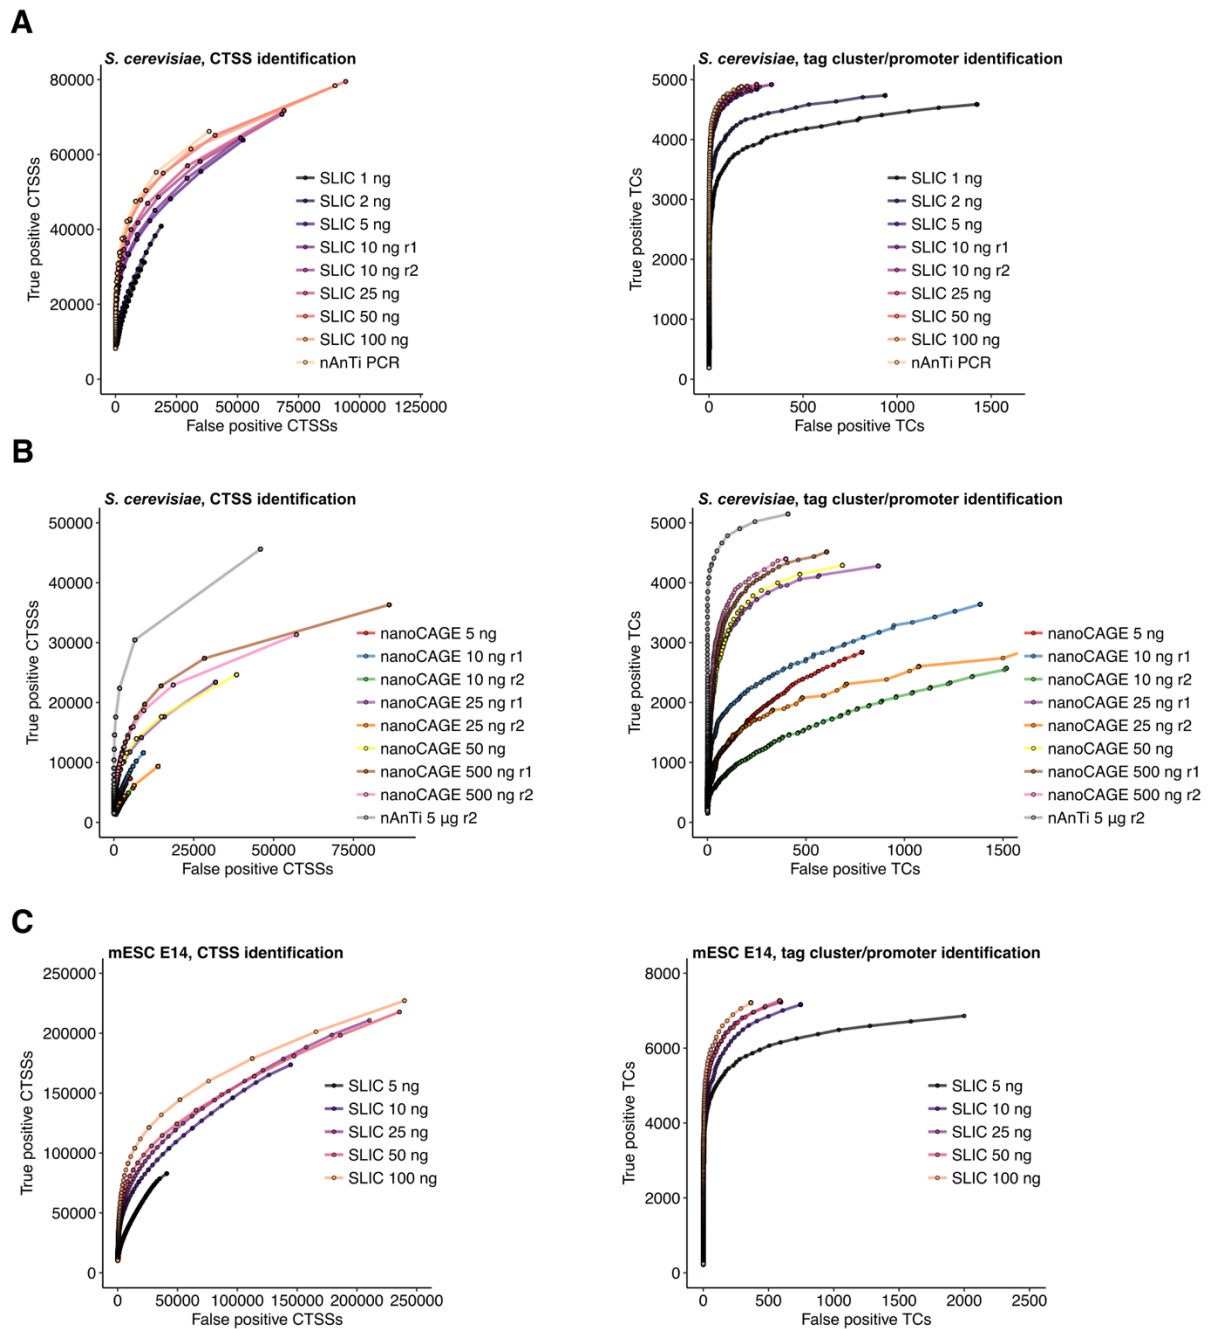 A
S. cerevisiae, CTSS identification
80000
60000
40000
20000
0
True positive CTSSs
0 25000 50000 75000 100000 125000
False positive CTSSs
SLIC 1 ng
SLIC 2 ng
SLIC 5 ng
SLIC 10 ng r1
SLIC 10 ng r2
SLIC 25 ng
SLIC 50 ng
SLIC 100 ng
nAnTi PCR
S. cerevisiae, tag cluster/promoter identification
5000
4000
3000
2000
1000
0
True positive TCs
0 500 1000 1500
False positive TCs
SLIC 1 ng
SLIC 2 ng
SLIC 5 ng
SLIC 10 ng r1
SLIC 10 ng r2
SLIC 25 ng
SLIC 50 ng
SLIC 100 ng
nAnTi PCR
B
S. cerevisiae, CTSS identification
50000
40000
30000
20000
10000
0
True positive CTSSs
0 25000 50000 75000
False positive CTSSs
nanoCAGE 5 ng
nanoCAGE 10 ng r1
nanoCAGE 10 ng r2
nanoCAGE 25 ng r1
nanoCAGE 25 ng r2
nanoCAGE 50 ng
nanoCAGE 500 ng r1
nanoCAGE 500 ng r2
nAnTi 5 μg r2
S. cerevisiae, tag cluster/promoter identification
5000
4000
3000
2000
1000
0
True positive TCs
0 500 1000 1500
False positive TCs
nanoCAGE 5 ng
nanoCAGE 10 ng r1
nanoCAGE 10 ng r2
nanoCAGE 25 ng r1
nanoCAGE 25 ng r2
nanoCAGE 50 ng
nanoCAGE 500 ng r1
nanoCAGE 500 ng r2
nAnTi 5 μg r2
C
mESC E14, CTSS identification
250000
200000
150000
100000
50000
0
True positive CTSSs
0 50000 100000 150000 200000 250000
False positive CTSSs
SLIC 5 ng
SLIC 10 ng
SLIC 25 ng
SLIC 50 ng
SLIC 100 ng
mESC E14, tag cluster/promoter identification
8000
6000
4000
2000
0
True positive TCs
0 500 1000 1500 2000 2500
False positive TCs
SLIC 5 ng
SLIC 10 ng
SLIC 25 ng
SLIC 50 ng
SLIC 100 ng